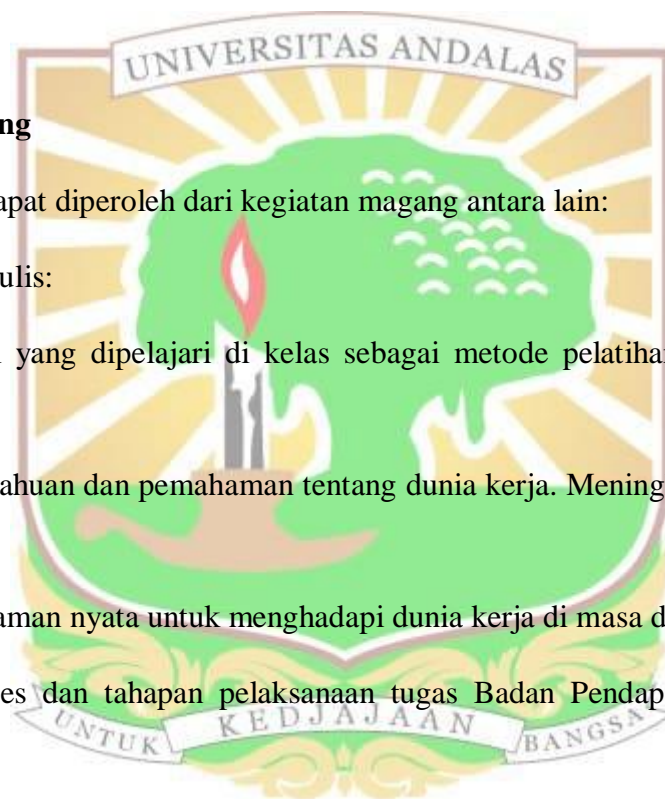 UNIVERSITAS ANDALAS
ng
apat diperoleh dari kegiatan magang antara lain:
ulis:
yang dipelajari di kelas sebagai metode pelatihan
ahuan dan pemahaman tentang dunia kerja. Mening
aman nyata untuk menghadapi dunia kerja di masa d
es dan tahapan pelaksanaan tugas Badan Pendap
UNTUK KEDJAJAAN BANGSA